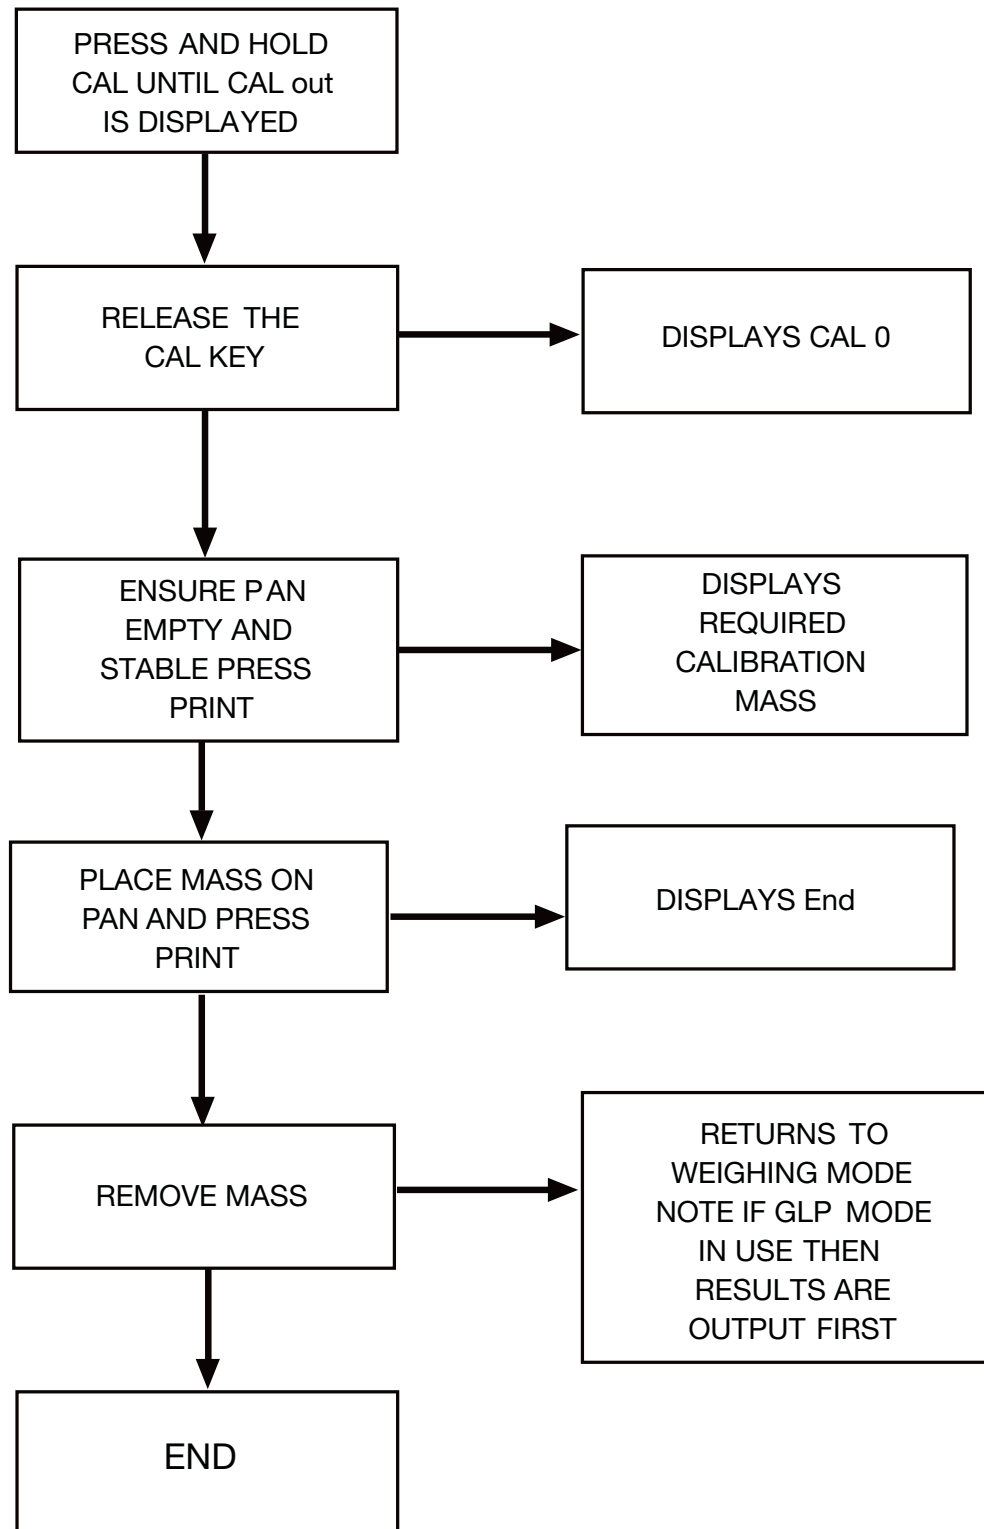 PRESS AND HOLD
CAL UNTIL CAL out
IS DISPLAYED
RELEASE THE
CAL KEY
DISPLAYS CAL 0
ENSURE PAN
EMPTY AND
STABLE PRESS
PRINT
DISPLAYS
REQUIRED
CALIBRATION
MASS
PLACE MASS ON
PAN AND PRESS
PRINT
DISPLAYS End
REMOVE MASS
RETURNS TO
WEIGHING MODE
NOTE IF GLP MODE
IN USE THEN
RESULTS ARE
OUTPUT FIRST
END